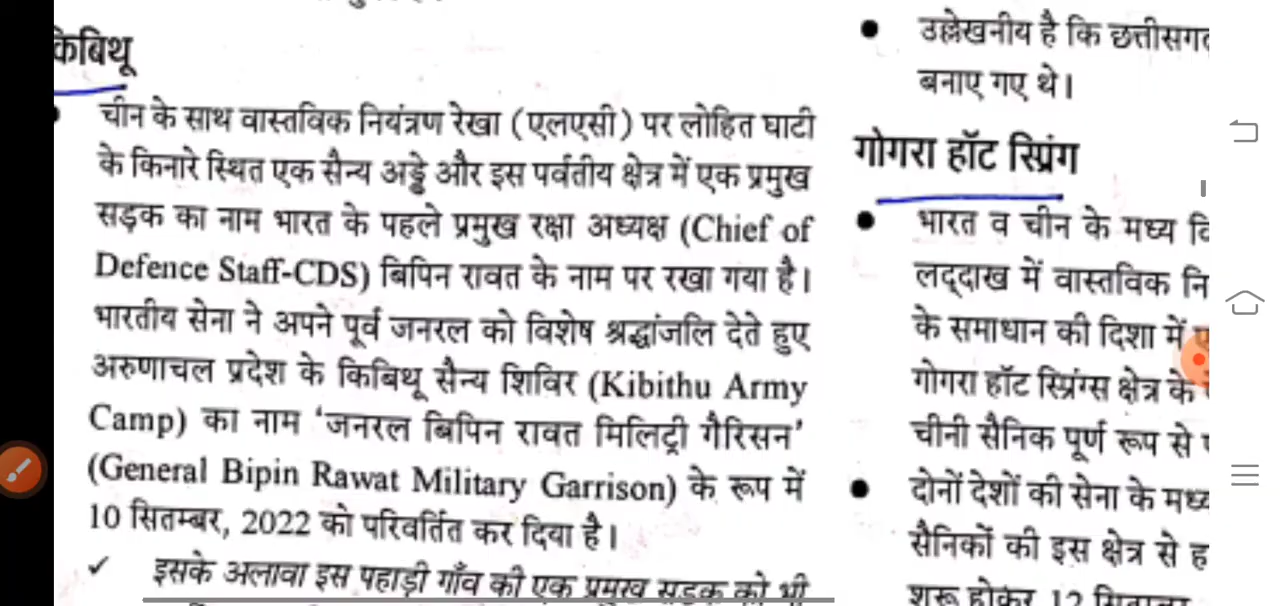 किबिथू
चीन के साथ वास्तविक नियंत्रण रेखा (एलएसी) पर लोहित घाटी
के किनारे स्थित एक सैन्य अड्डे और इस पर्वतीय क्षेत्र में एक प्रमुख
सड़क का नाम भारत के पहले प्रमुख रक्षा अध्यक्ष (Chief of
Defence Staff-CDS) बिपिन रावत के नाम पर रखा गया है।
भारतीय सेना ने अपने पूर्व जनरल को विशेष श्रद्धांजलि देते हुए
अरुणाचल प्रदेश के किबिथू सैन्य शिविर (Kibithu Army
Camp) का नाम ‘जनरल बिपिन रावत मिलिट्री गैरिसन’
(General Bipin Rawat Military Garrison) के रूप में
10 सितम्बर, 2022 को परिवर्तित कर दिया है।
✓ इसके अलावा इस पहाड़ी गाँव की एक प्रमुख सड़क को भी
• उल्लेखनीय है कि
बनाए गए थे।
गोगरा हॉट स्प्रिंग
• भारत व चीन के मध्य
लद्दाख में वास्तविक
के समाधान की दिशा में
गोगरा हॉट स्प्रिंग्स क्षेत्र के
चीनी सैनिक पूर्ण रूप से
• दोनों देशों की सेना के मध्य
सैनिकों की इस क्षेत्र से
शुरू होकर 12